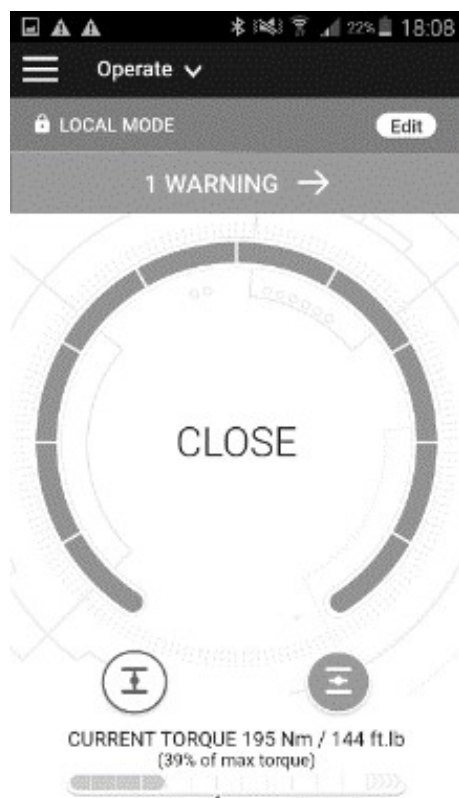 22% 18:08
Operate
LOCAL MODE Edit
1 WARNING →
CLOSE
CURRENT TORQUE 195 Nm / 144 ft.lb
(39% of max torque)